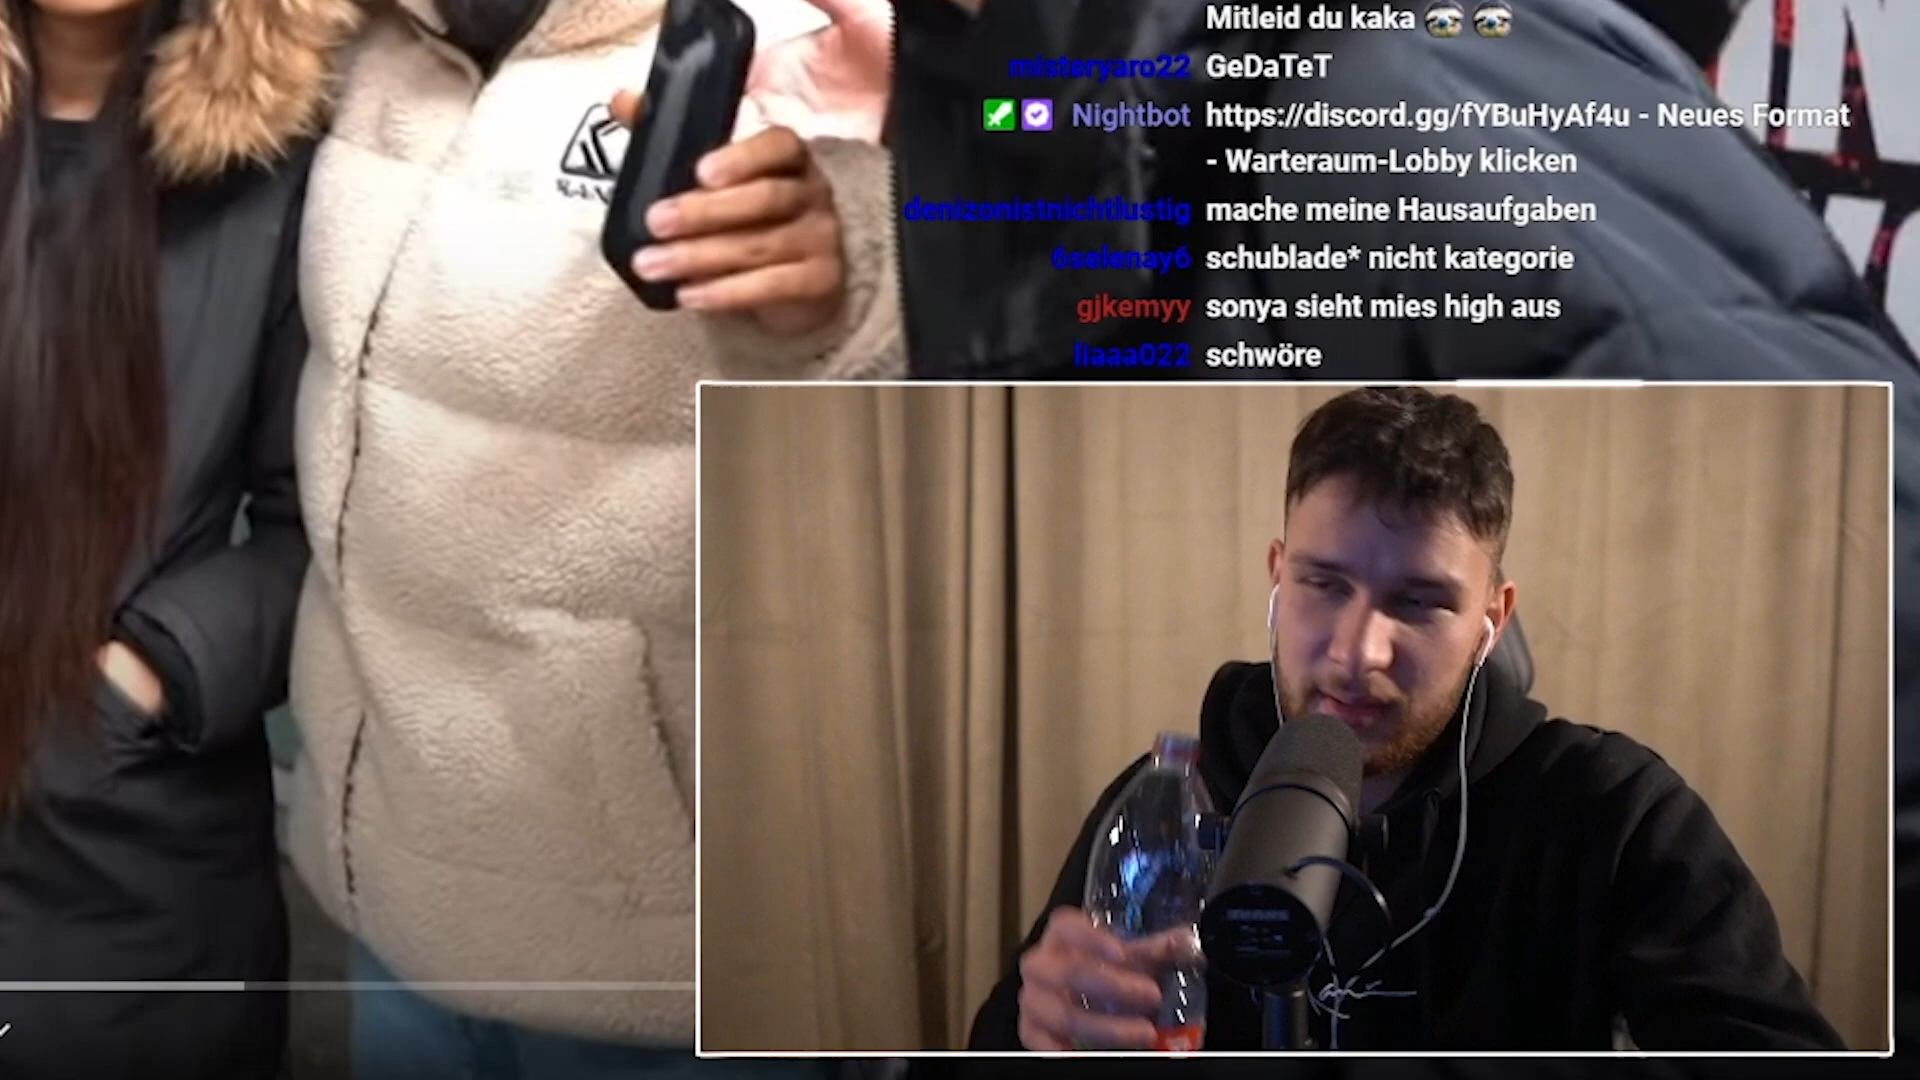 Mitleid du kaka
misteryaro22 GeDaTeT
Nightbot https://discord.gg/fYBuHyAf4u - Neues Format
- Warteraum-Lobby klicken
denizonistnichtlustig mache meine Hausaufgaben
6selenay6 schublade* nicht kategorie
gjkemyy sonya sieht mies high aus
liaaa022 schwöre